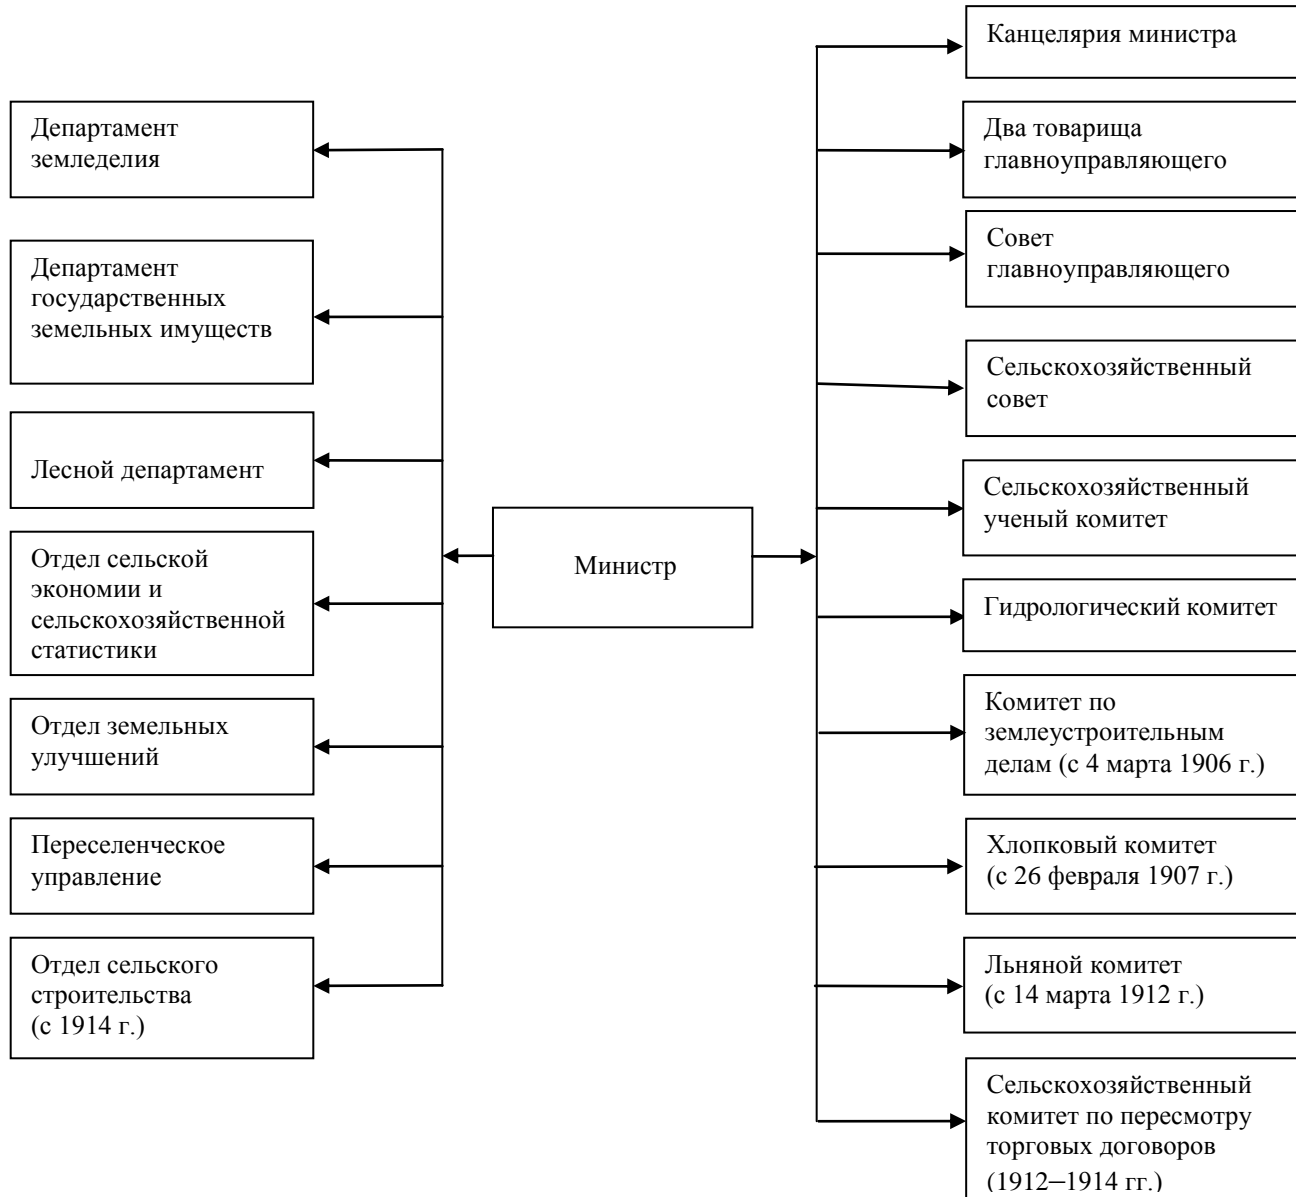 Департамент
земледелия
Департамент
государственных
земельных имуществ
Лесной департамент
Отдел сельской
экономии и
сельскохозяйственной
статистики
Отдел земельных
улучшений
Переселенческое
управление
Отдел сельского
строительства
(с 1914 г.)
Министр
Канцелярия министра
Два товарища
главноуправляющего
Совет
главноуправляющего
Сельскохозяйственный
совет
Сельскохозяйственный
ученый комитет
Гидрологический комитет
Комитет по
землеустроительным
делам (с 4 марта 1906 г.)
Хлопковый комитет
(с 26 февраля 1907 г.)
Льняной комитет
(с 14 марта 1912 г.)
Сельскохозяйственный
комитет по пересмотру
торговых договоров
(1912–1914 гг.)